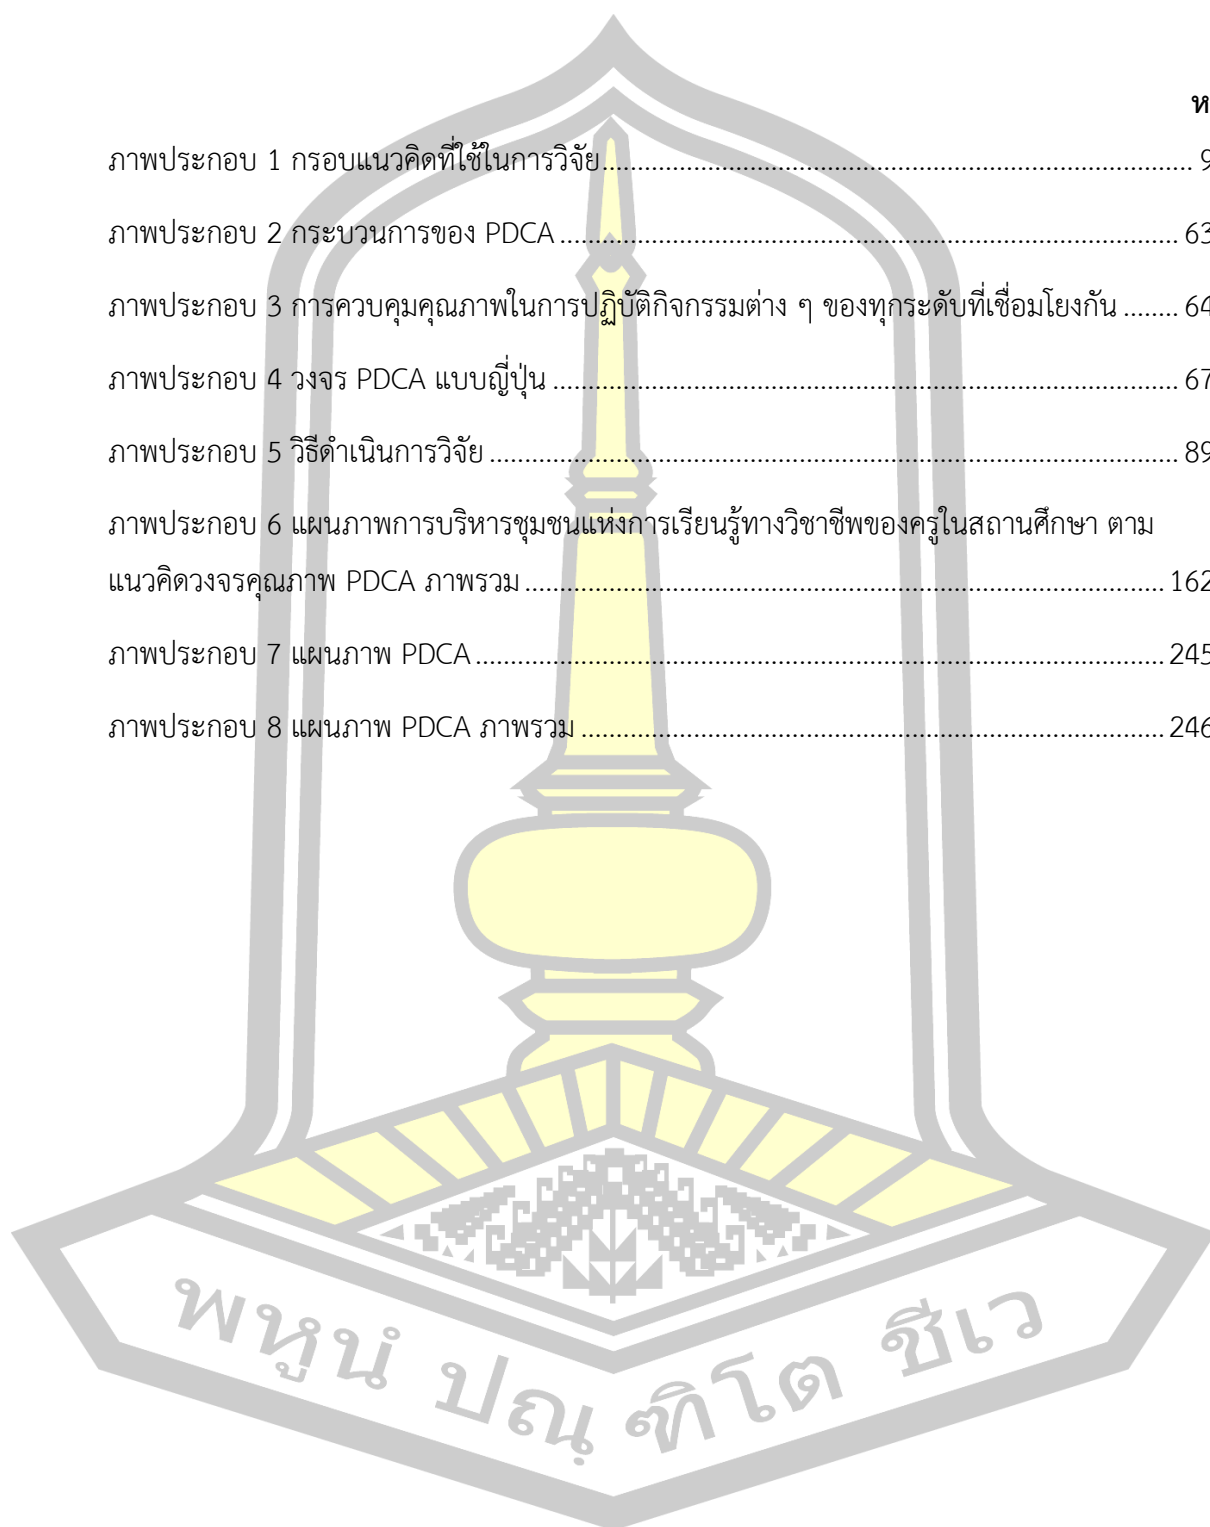 ห
ภาพประกอบ 1 กรอบแนวคิดที่ใช้ในการวิจัย.......................................................................................... 9
ภาพประกอบ 2 กระบวนการของ PDCA ............................................................................................. 63
ภาพประกอบ 3 การควบคุมคุณภาพในการปฏิบัติกิจกรรมต่าง ๆ ของทุกระดับที่เชื่อมโยงกัน ........ 64
ภาพประกอบ 4 วงจร PDCA แบบญี่ปุ่น .............................................................................................. 67
ภาพประกอบ 5 วิธีดำเนินการวิจัย ........................................................................................................ 89
ภาพประกอบ 6 แผนภาพการบริหารชุมชนแห่งการเรียนรู้ทางวิชาชีพของครูในสถานศึกษา ตาม
แนวคิดวงจรคุณภาพ PDCA ภาพรวม ................................................................................................ 162
ภาพประกอบ 7 แผนภาพ PDCA ........................................................................................................ 245
ภาพประกอบ 8 แผนภาพ PDCA ภาพรวม ........................................................................................ 246
พหูนํ ปณฺฑิโต ชีเว